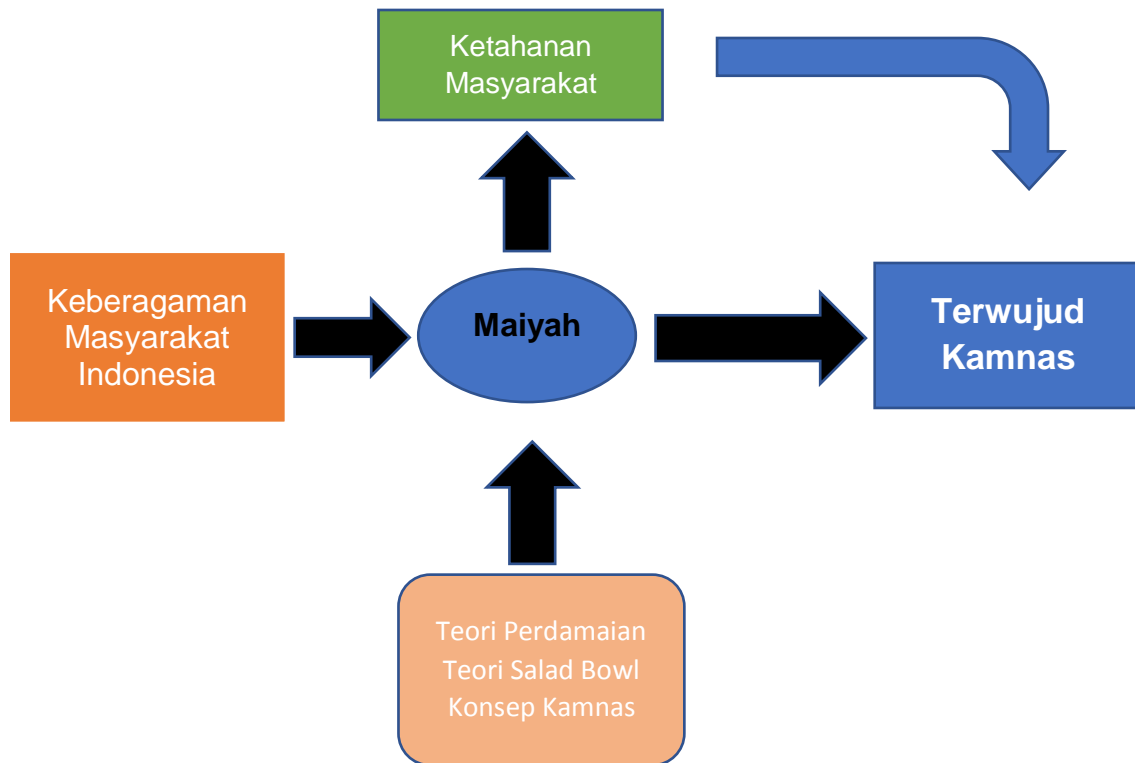 Ketahanan
Masyarakat
Keberagaman
Masyarakat
Indonesia
Maiyah
Terwujud
Kamnas
Teori Perdamaian
Teori Salad Bowl
Konsep Kamnas